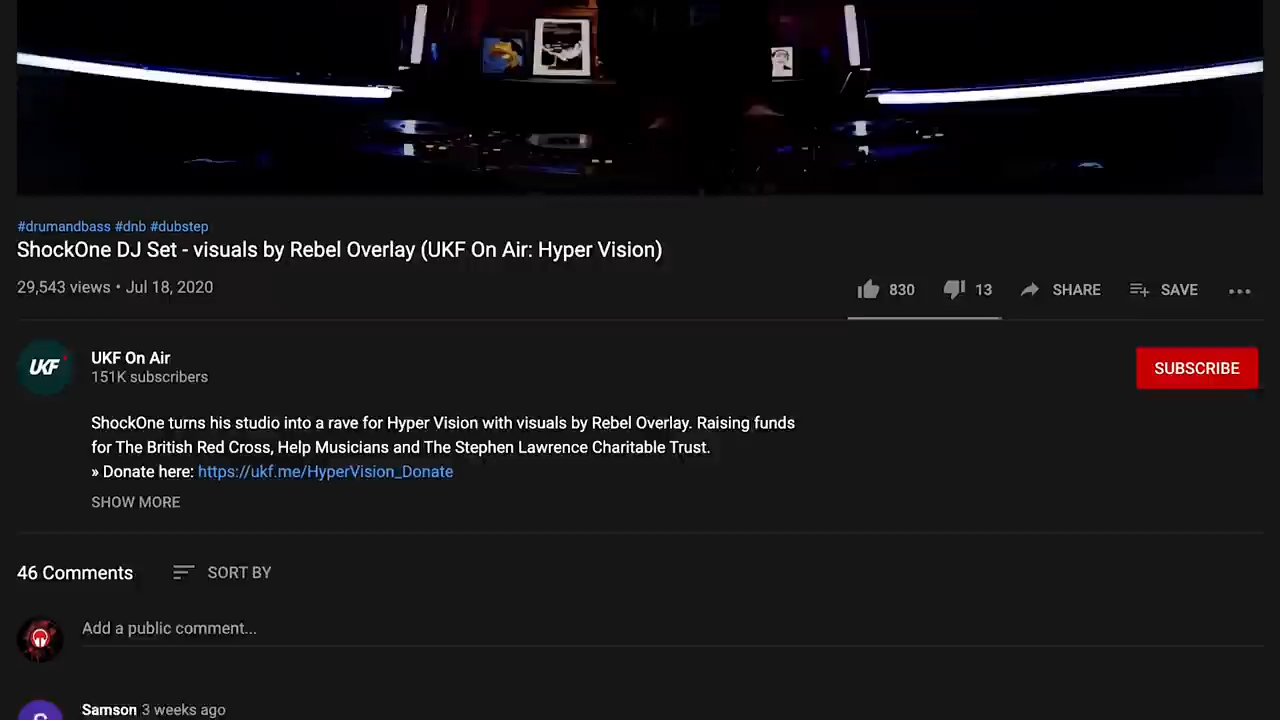 #drumandbass #dnb #dubstep
ShockOne DJ Set - visuals by Rebel Overlay (UKF On Air: Hyper Vision)
29,543 views • Jul 18, 2020
830 13 SHARE SAVE
UKF
UKF On Air
151K subscribers
SUBSCRIBE
ShockOne turns his studio into a rave for Hyper Vision with visuals by Rebel Overlay. Raising funds
for The British Red Cross, Help Musicians and The Stephen Lawrence Charitable Trust.
» Donate here: https://ukf.me/HyperVision_Donate
SHOW MORE
46 Comments SORT BY
Add a public comment...
S
Samson 3 weeks ago